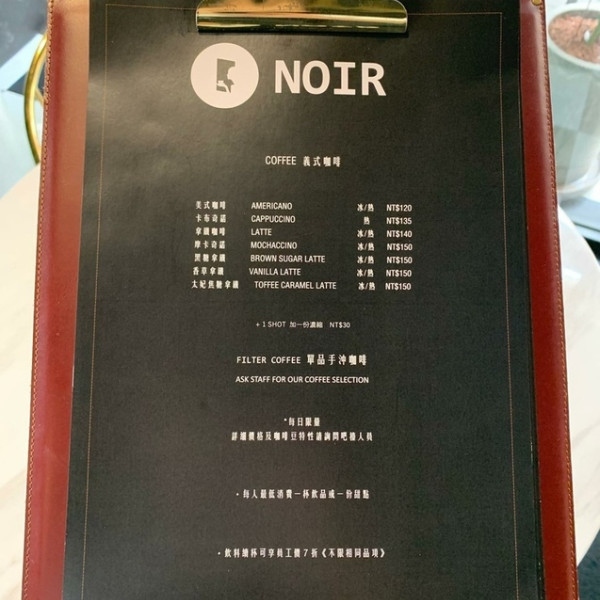 NOIR
COFFEE 義式咖啡
美式咖啡 AMERICANO 冰/熱 NT$120
卡布奇諾 CAPPUCCINO 熱 NT$135
拿鐵咖啡 LATTE 冰/熱 NT$140
摩卡奇諾 MOCHACCINO 冰/熱 NT$150
黑糖拿鐵 BROWN SUGAR LATTE 冰/熱 NT$150
香草拿鐵 VANILLA LATTE 冰/熱 NT$150
太妃焦糖拿鐵 TOFFEE CARAMEL LATTE 冰/熱 NT$150
+ 1 SHOT 加一份濃縮 NT$30
FILTER COFFEE 單品手沖咖啡
ASK STAFF FOR OUR COFFEE SELECTION
*每日限量
詳細價格及咖啡豆特性請詢問吧檯人員
·每人最低消費一杯飲品或一份甜點
·飲料續杯可享員工價7折《不限相同品項》